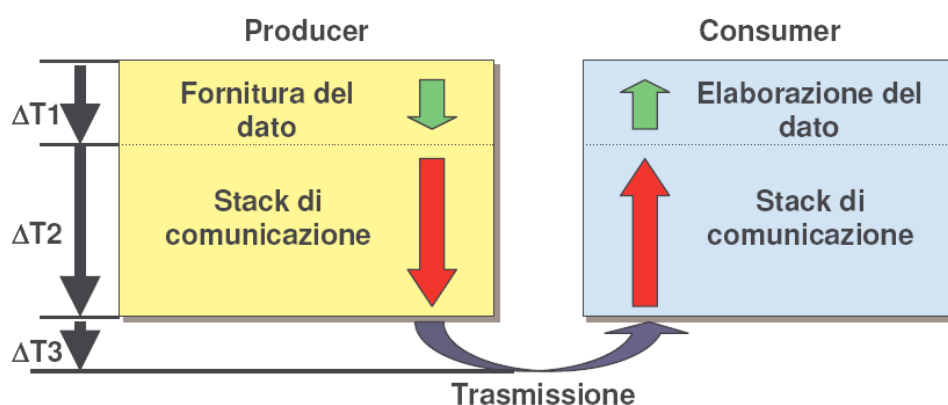 Producer
Consumer
ΔT1
Fornitura del
dato
Elaborazione del
dato
ΔT2
Stack di
comunicazione
Stack di
comunicazione
ΔT3
Trasmissione